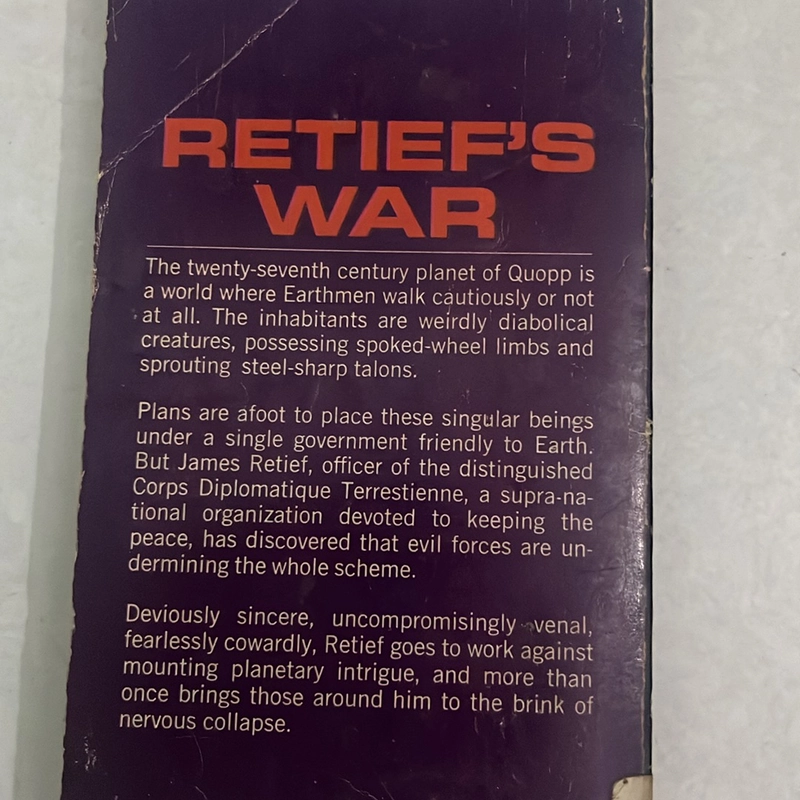 RETIEF'S
WAR
The twenty-seventh century planet of Quopp is
a world where Earthmen walk cautiously or not
at all. The inhabitants are weirdly diabolical
creatures, possessing spoked-wheel limbs and
sprouting steel-sharp talons.
Plans are afoot to place these singular beings
under a single government friendly to Earth.
But James Retief, officer of the distinguished
Corps Diplomatique Terrestienne, a supra-na-
tional organization devoted to keeping the
peace, has discovered that evil forces are un-
dermining the whole scheme.
Deviously sincere, uncompromisingly venal,
fearlessly cowardly, Retief goes to work against
mounting planetary intrigue, and more than
once brings those around him to the brink of
nervous collapse.